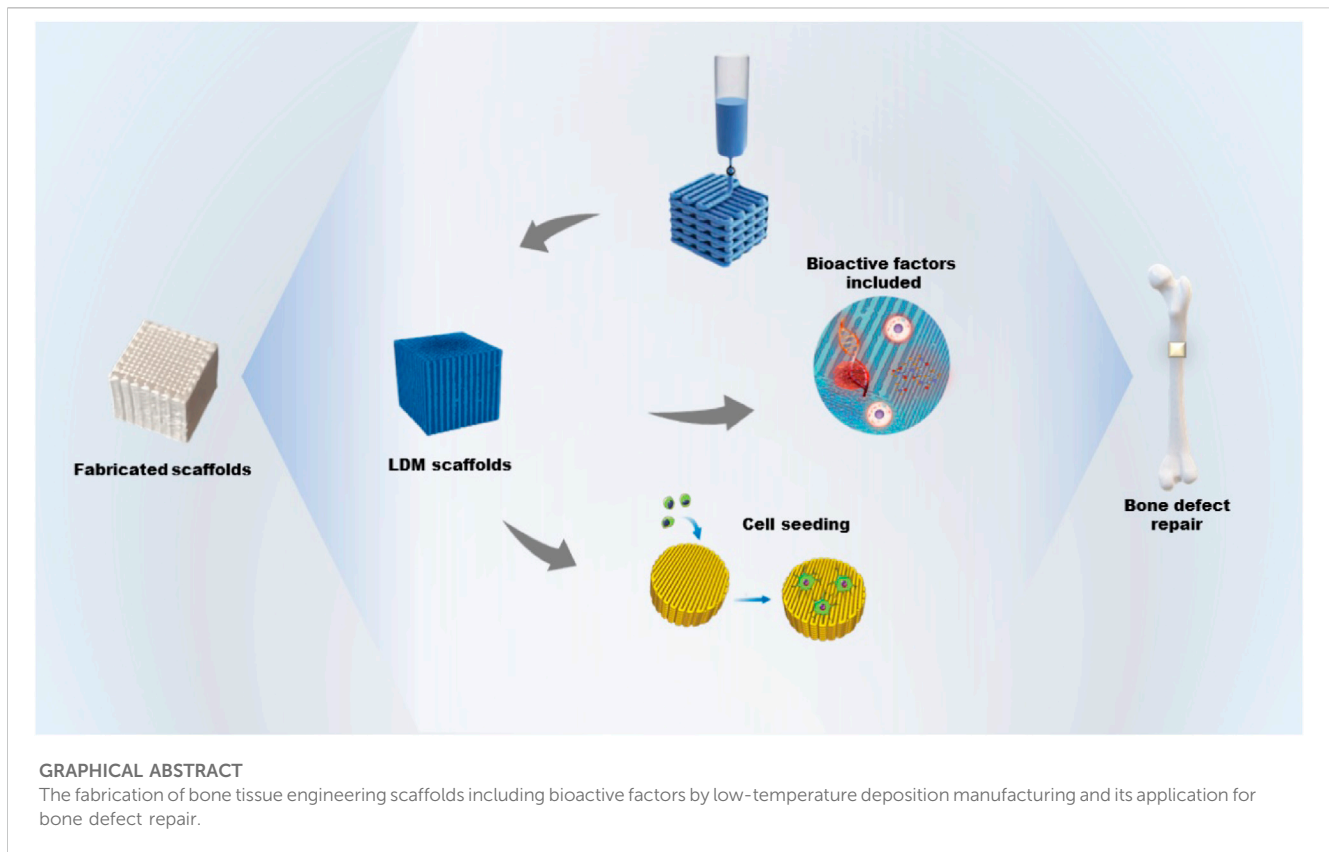 Bioactive factors
included
Fabricated scaffolds
LDM scaffolds
Cell seeding
Bone defect
repair
GRAPHICAL ABSTRACT
The fabrication of bone tissue engineering scaffolds including bioactive factors by low-temperature deposition manufacturing and its application for
bone defect repair.